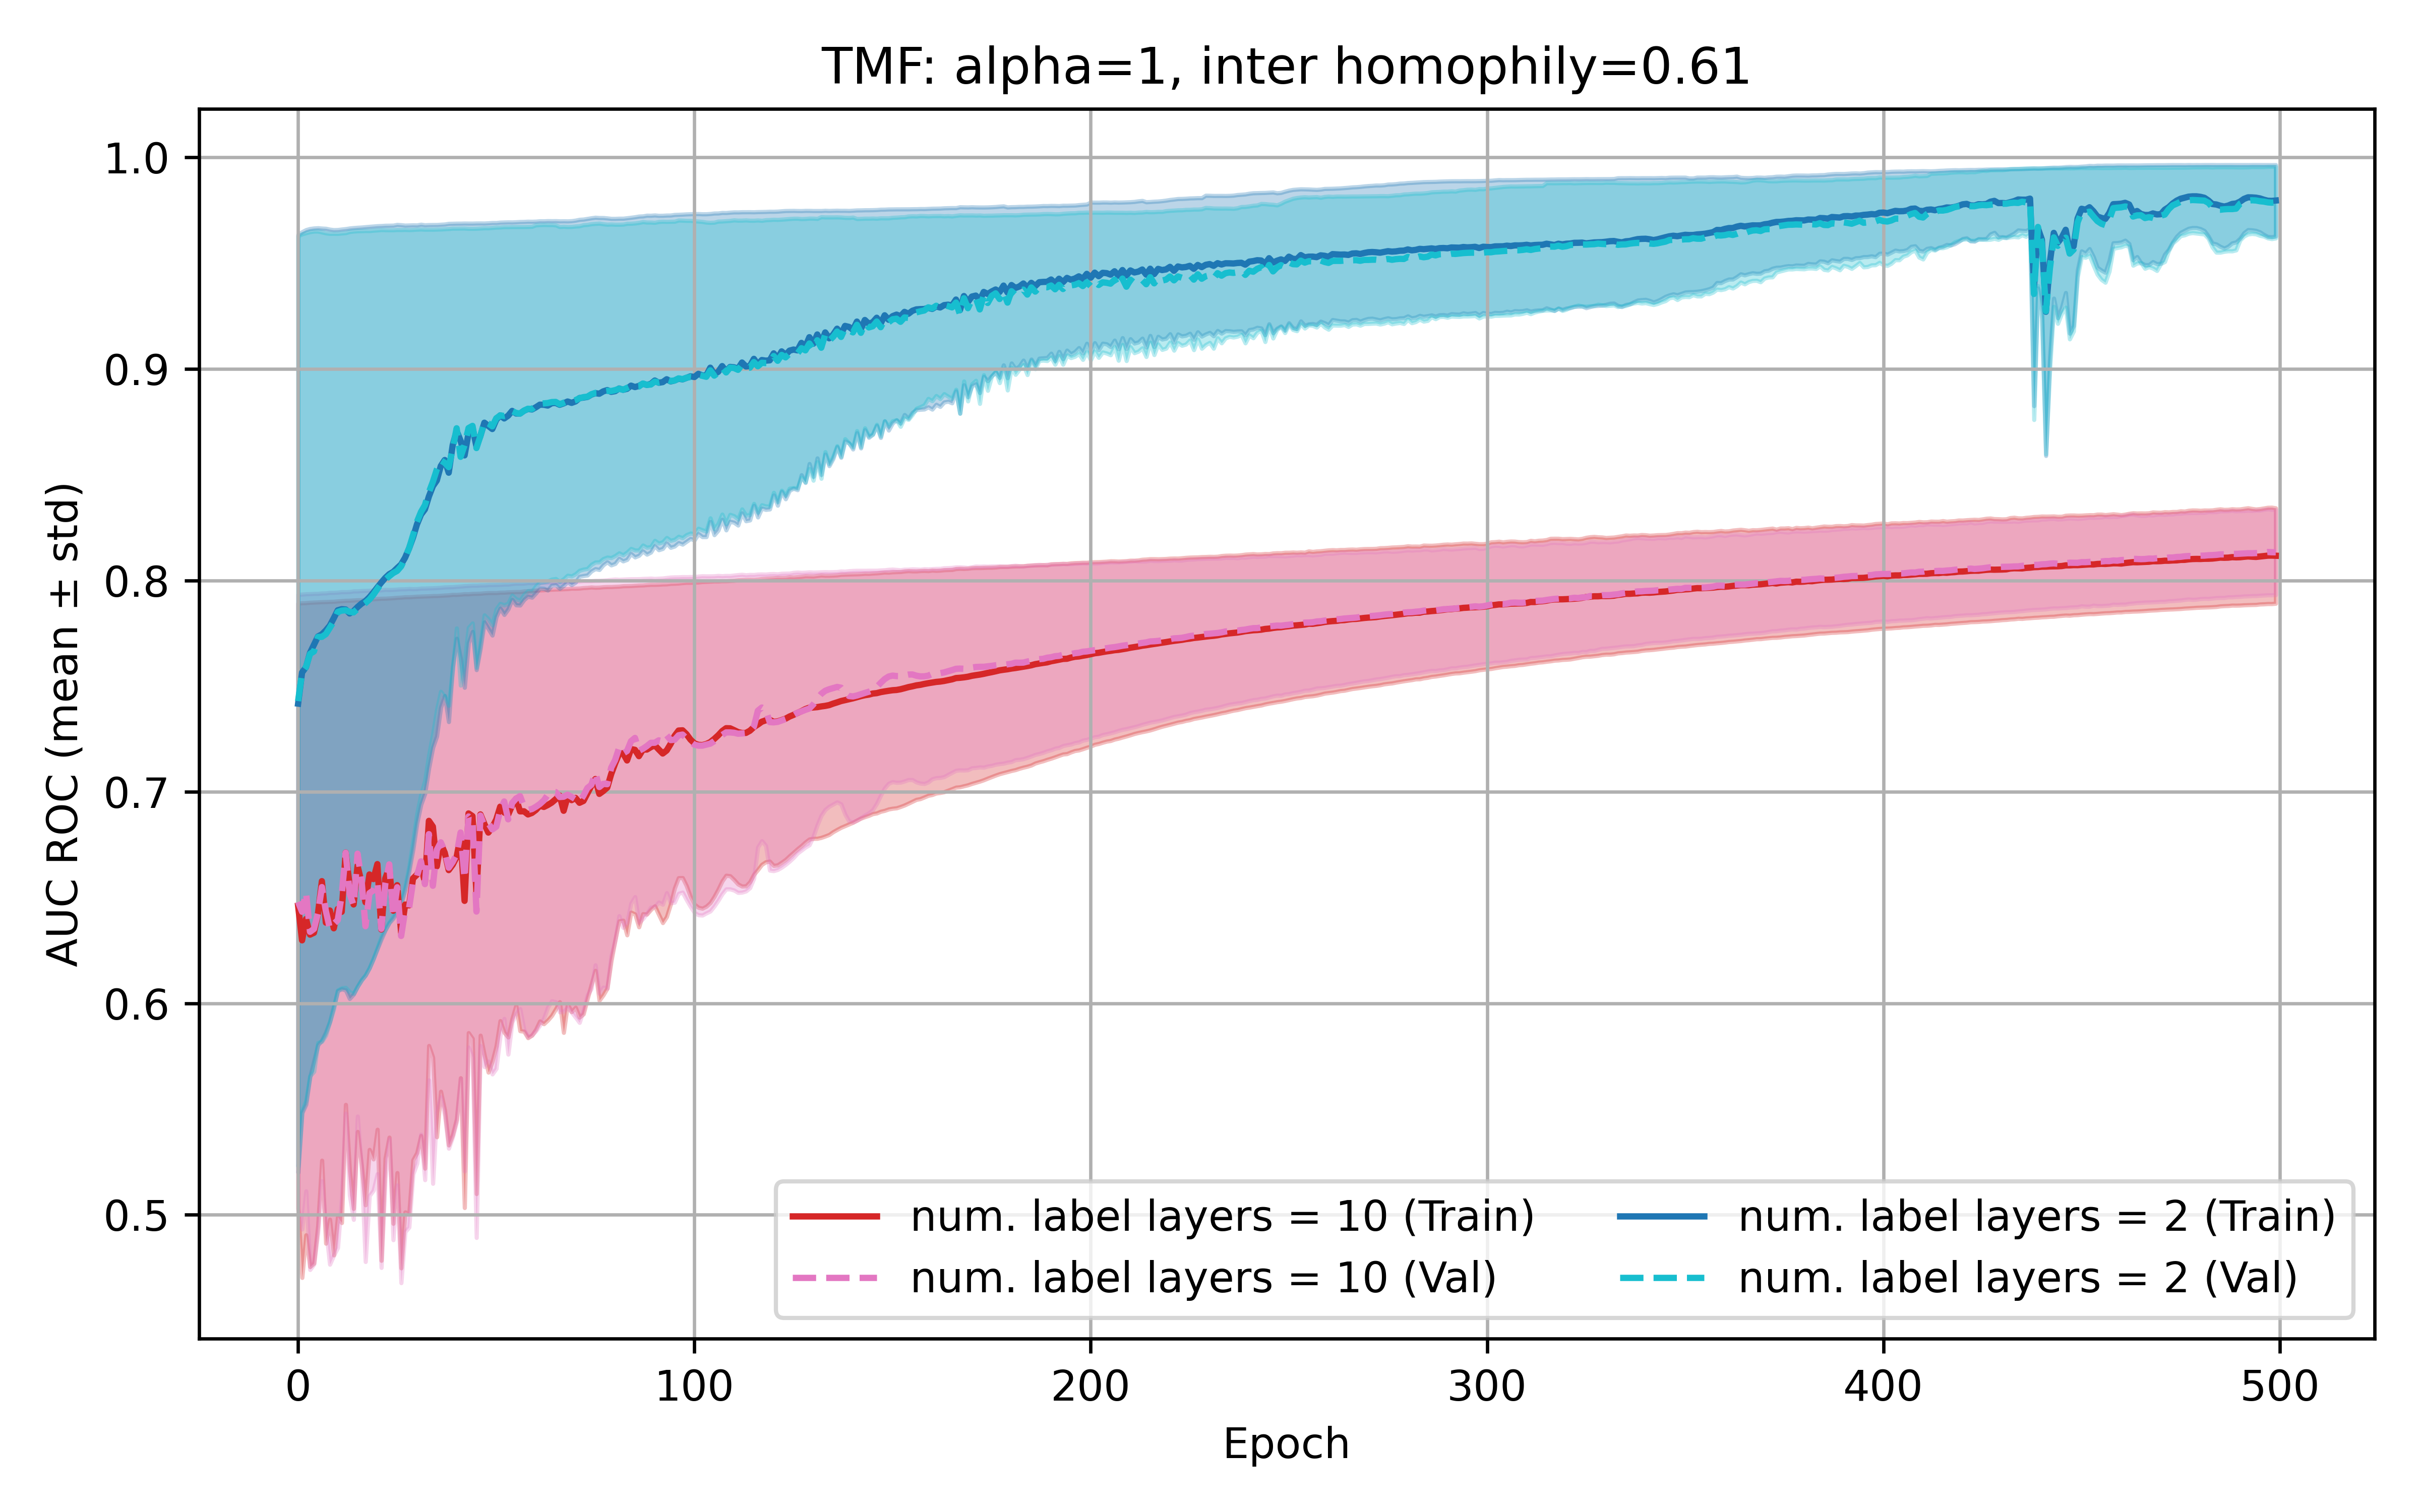 TMF: alpha=1, inter homophily=0.61
AUC ROC (mean ± std)
1.0
0.9
0.8
0.7
0.6
0.5
num. label layers = 10 (Train)
num. label layers = 10 (Val)
num. label layers = 2 (Train)
num. label layers = 2 (Val)
0
100
200
300
400
500
Epoch